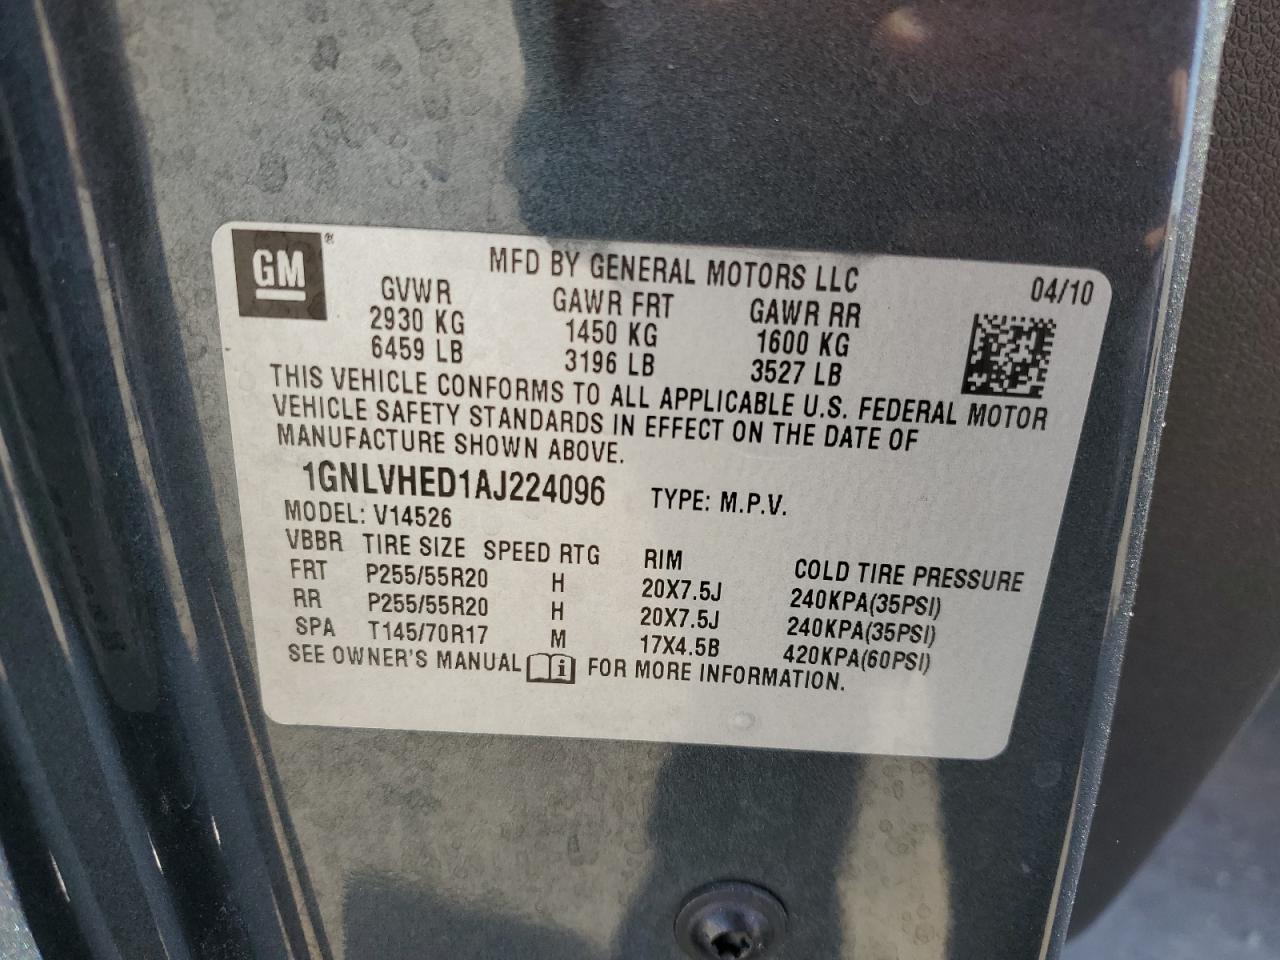 GM ®
MFD BY GENERAL MOTORS LLC 04/10
GVWR GAWR FRT GAWR RR
2930 KG 1450 KG 1600 KG
6459 LB 3196 LB 3527 LB
THIS VEHICLE CONFORMS TO ALL APPLICABLE U.S. FEDERAL MOTOR
VEHICLE SAFETY STANDARDS IN EFFECT ON THE DATE OF
MANUFACTURE SHOWN ABOVE.
1GNLVHED1AJ224096 TYPE: M.P.V.
MODEL: V14526
VBBR TIRE SIZE SPEED RTG RIM COLD TIRE PRESSURE
FRT P255/55R20 H 20X7.5J 240KPA(35PSI)
RR P255/55R20 H 20X7.5J 240KPA(35PSI)
SPA T145/70R17 M 17X4.5B 420KPA(60PSI)
SEE OWNER'S MANUAL i FOR MORE INFORMATION.